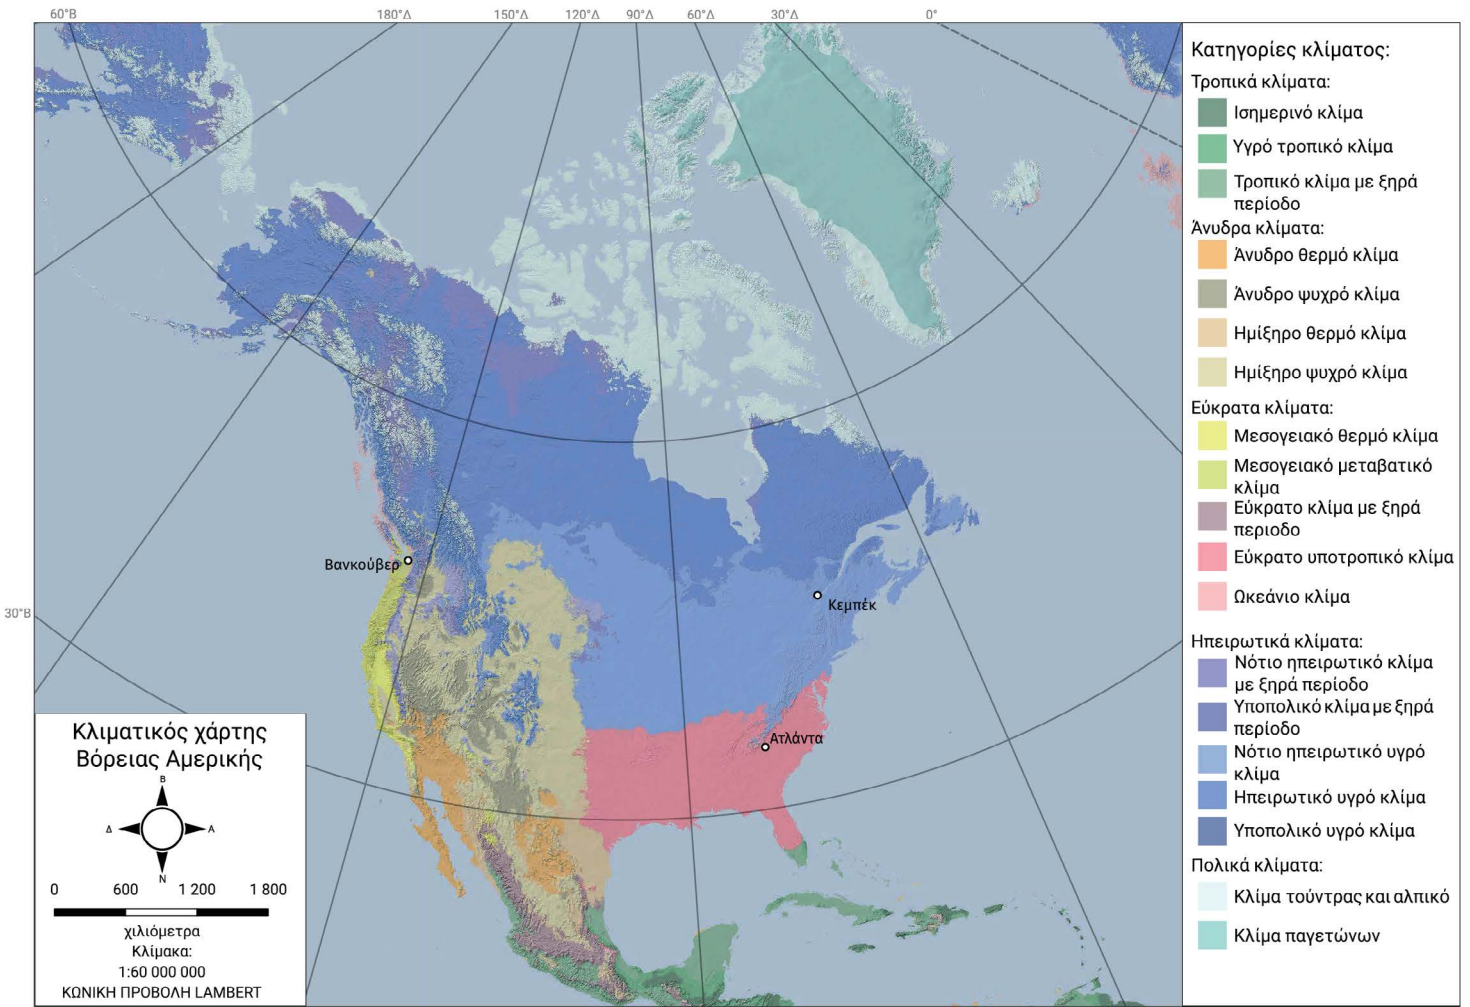 60°Β
180°Δ
150°Δ
120°Δ
90°Δ
60°Δ
30°Δ
0°
Κατηγορίες κλίματος:
Τροπικά κλίματα:
Ισημερινό κλίμα
Υγρό τροπικό κλίμα
Τροπικό κλίμα με ξηρά
περίοδο
Άνυδρα κλίματα:
Άνυδρο θερμό κλίμα
Άνυδρο ψυχρό κλίμα
Ημίξηρο θερμό κλίμα
Ημίξηρο ψυχρό κλίμα
Εύκρατα κλίματα:
Μεσογειακό θερμό κλίμα
Μεσογειακό μεταβατικό
κλίμα
Εύκρατο κλίμα με ξηρά
περιοδο
Εύκρατο υποτροπικό κλίμα
Ωκεάνιο κλίμα
Ηπειρωτικά κλίματα:
Νότιο ηπειρωτικό κλίμα
με ξηρά περίοδο
Υποπολικό κλίμα με ξηρά
περίοδο
Νότιο ηπειρωτικό υγρό
κλίμα
Ηπειρωτικό υγρό κλίμα
Υποπολικό υγρό κλίμα
Πολικά κλίματα:
Κλίμα τούντρας και αλπικό
Κλίμα παγετώνων
Βανκούβερ
Κεμπέκ
Ατλάντα
30°Β
Κλιματικός χάρτης
Βόρειας Αμερικής
Β
Δ
Α
Ν
0 600 1 200 1 800
χιλιόμετρα
Κλίμακα:
1:60 000 000
ΚΩΝΙΚΗ ΠΡΟΒΟΛΗ LAMBERT